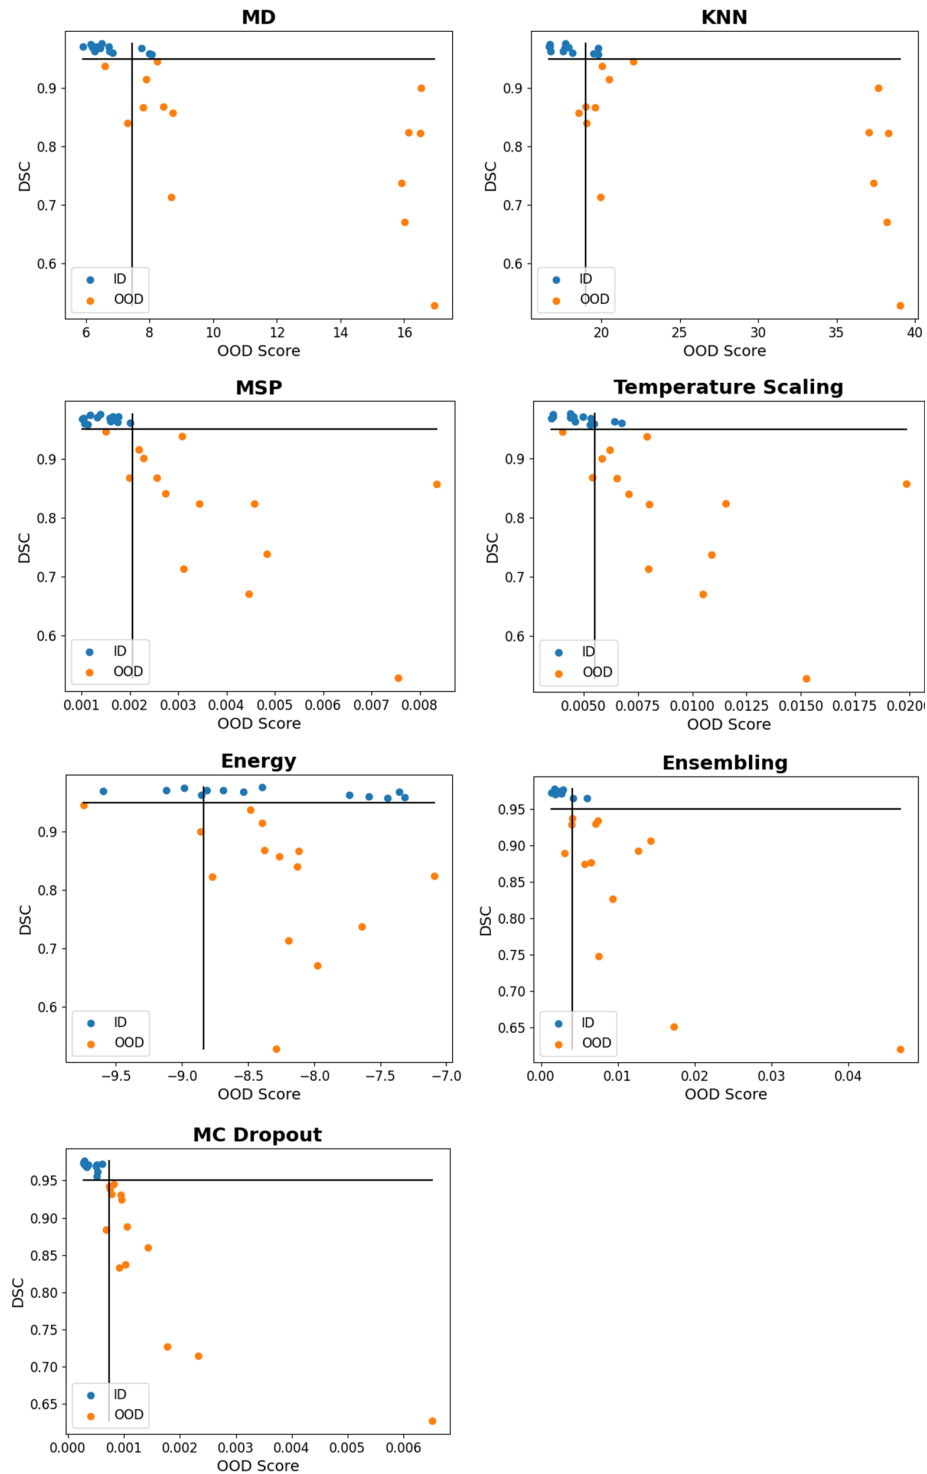 MD
DSC
0.9
0.8
0.7
0.6
ID
OOD
6 8 10 12 14 16
OOD Score
KNN
DSC
0.9
0.8
0.7
0.6
ID
OOD
20 25 30 35 40
OOD Score
MSP
DSC
0.9
0.8
0.7
0.6
ID
OOD
0.001 0.002 0.003 0.004 0.005 0.006 0.007 0.008
OOD Score
Temperature Scaling
DSC
0.9
0.8
0.7
0.6
ID
OOD
0.0050 0.0075 0.0100 0.0125 0.0150 0.0175
OOD Score
Energy
DSC
0.9
0.8
0.7
0.6
ID
OOD
−9.5 −9.0 −8.5 −8.0 −7.5 −7.0
OOD Score
Ensembling
DSC
0.95
0.90
0.85
0.80
0.75
0.70
0.65
ID
OOD
0.00 0.01 0.02 0.03 0.04
OOD Score
MC Dropout
DSC
0.95
0.90
0.85
0.80
0.75
0.70
0.65
ID
OOD
0.000 0.001 0.002 0.003 0.004 0.005 0.006
OOD Score